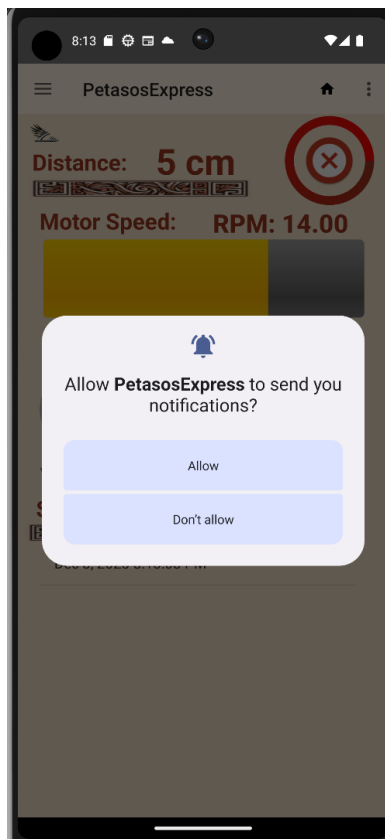 8:13
PetasosExpress
Distance: 5 cm
Motor Speed: RPM: 14.00
Allow PetasosExpress to send you
notifications?
Allow
Don't allow